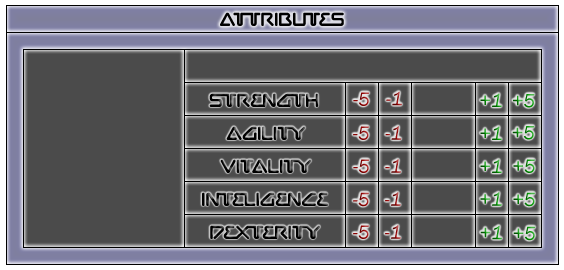 ATTRIBUTES
STRENGTH -5 -1 +1 +5
AGILITY -5 -1 +1 +5
VITALITY -5 -1 +1 +5
INTELIGENCE -5 -1 +1 +5
DEXTERITY -5 -1 +1 +5